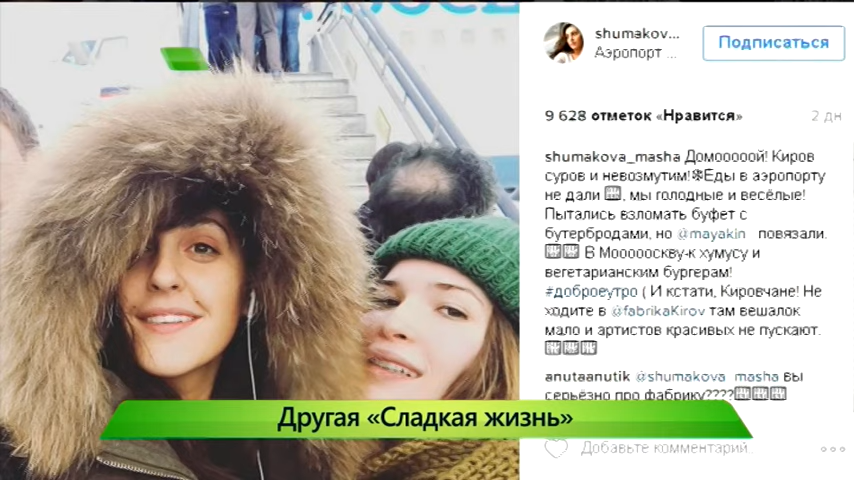 shumakov...
Аэропорт ...
Подписаться
9 628 отметок «Нравится»
2 дн
shumakova_masha Домооооой! Киров
суров и невозмутим!❄Еды в аэропорту
не дали, мы голодные и весёлые!
Пытались взломать буфет с
бутербродами, но @mayakin повязали.
В Моооооскву-к хумусу и
вегетарианским бургерам!
#доброеутро ( И кстати, Кировчане! Не
ходите в @fabrikaKirov там вешалок
мало и артистов красивых не пускают.
anutaanutik @shumakova_masha вы
серьёзно про фабрику????
Другая «Сладкая жизнь»
Добавьте комментарий...